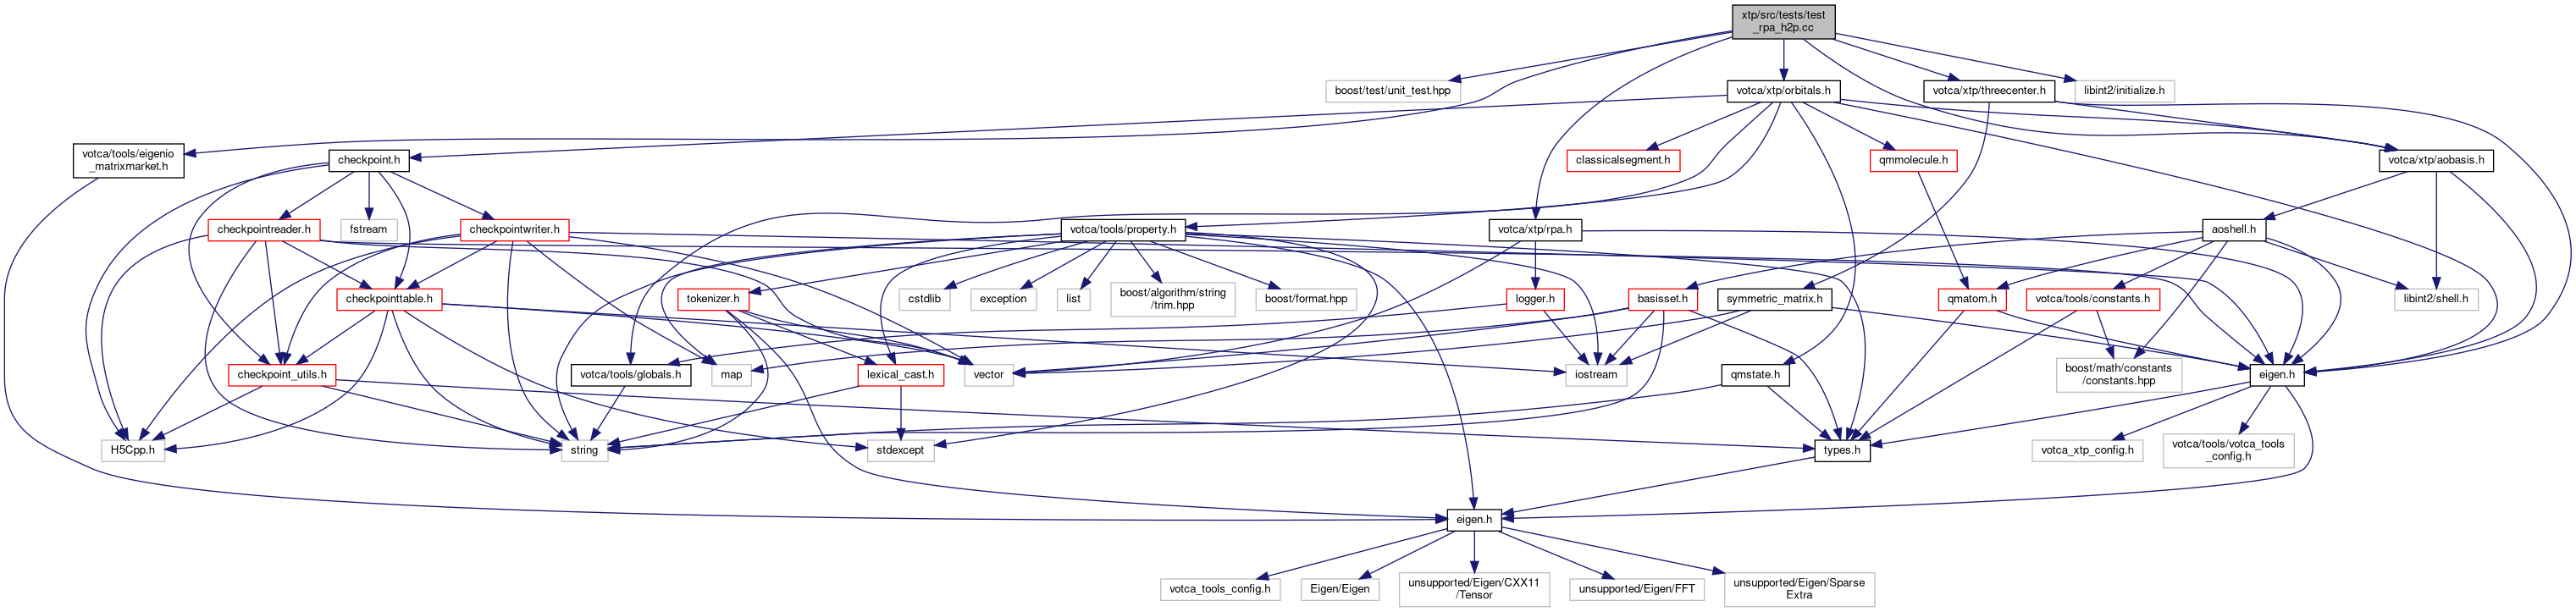 xtp/src/tests/test
_rpa_h2p.cc
boost/test/unit_test.hpp
votca/xtp/orbitals.h
votca/xtp/threecenter.h
libint2/initialize.h
votca/tools/eigenio
_matrixmarket.h
checkpoint.h
classicalsegment.h
qmmolecule.h
votca/xtp/aobasis.h
checkpointreader.h
fstream
checkpointwriter.h
votca/tools/property.h
votca/xtp/rpa.h
aoshell.h
checkpointtable.h
tokenizer.h
cstdlib
exception
list
boost/algorithm/string
/trim.hpp
boost/format.hpp
logger.h
basisset.h
symmetric_matrix.h
qmatom.h
votca/tools/constants.h
libint2/shell.h
checkpoint_utils.h
votca/tools/globals.h
map
lexical_cast.h
vector
iostream
qmstate.h
boost/math/constants
/constants.hpp
eigen.h
H5Cpp.h
string
stdexcept
types.h
votca_xtp_config.h
votca/tools/votca_tools
_config.h
eigen.h
votca_tools_config.h
Eigen/Eigen
unsupported/Eigen/CXX11
/Tensor
unsupported/Eigen/FFT
unsupported/Eigen/Sparse
Extra